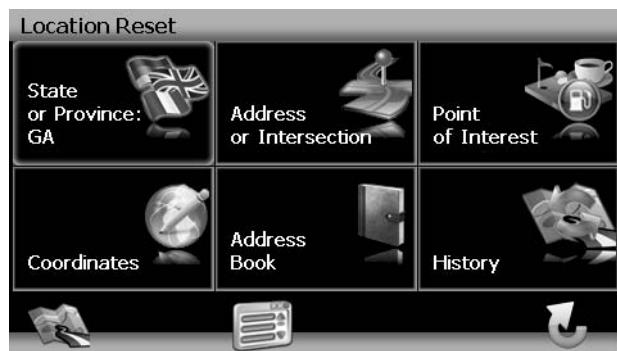 Location Reset
State
or Province:
GA
Address
or Intersection
Point
of Interest
Coordinates
Address
Book
History